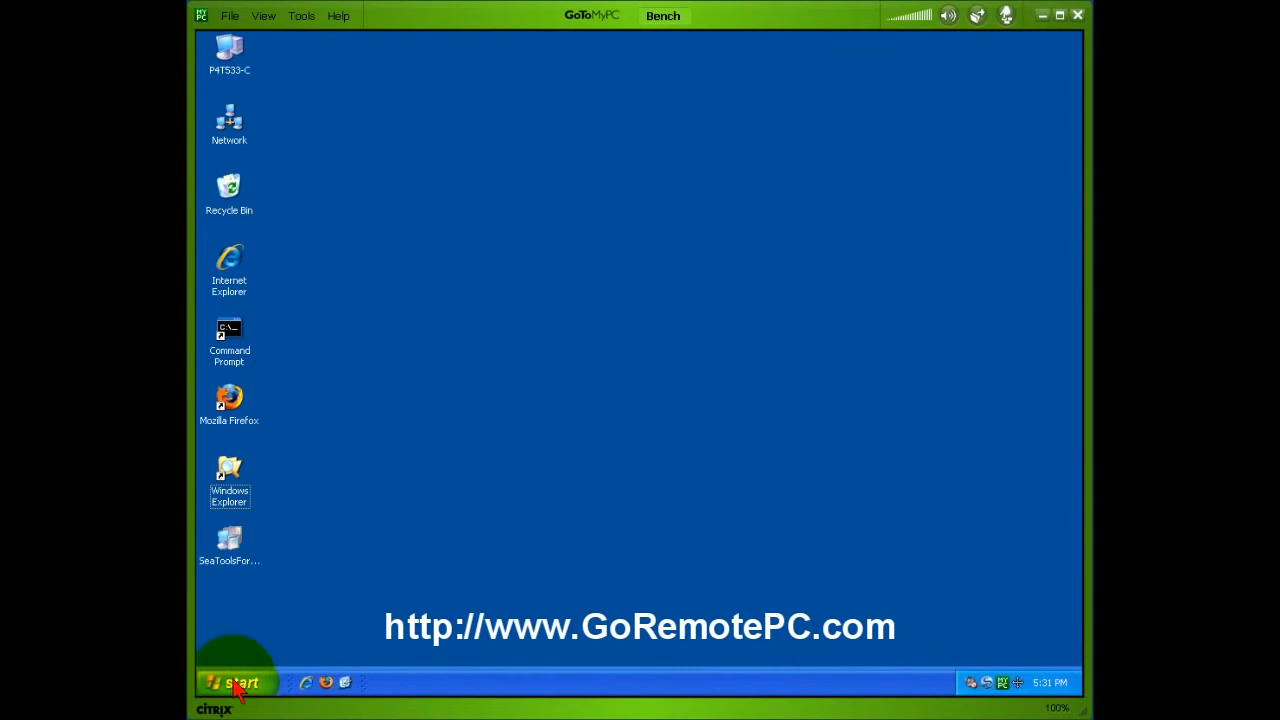 File View Tools Help GoToMyPC Bench
P4T533-C
Network
Recycle Bin
Internet
Explorer
C:\_
Command
Prompt
Mozilla Firefox
Windows
Explorer
SeaToolsFor...
http://www.GoRemotePC.com
start
5:31 PM
CITRIX
100%